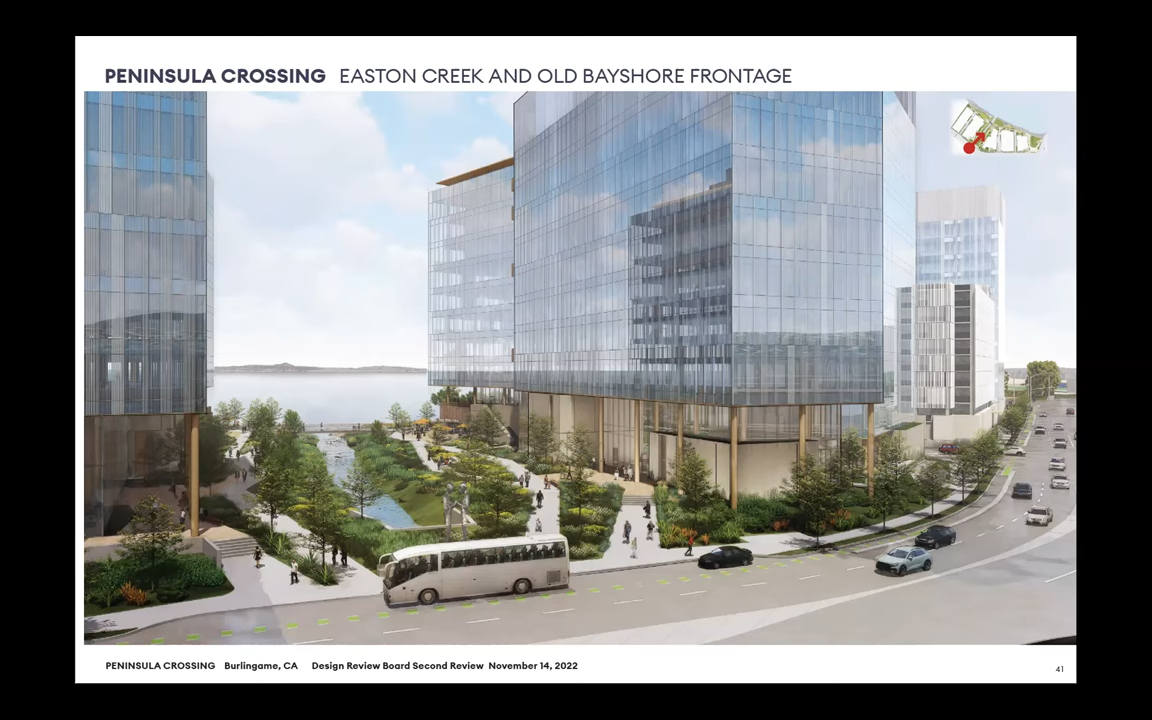 PENINSULA CROSSING EASTON CREEK AND OLD BAYSHORE FRONTAGE
PENINSULA CROSSING Burlingame, CA Design Review Board Second Review November 14, 2022
41